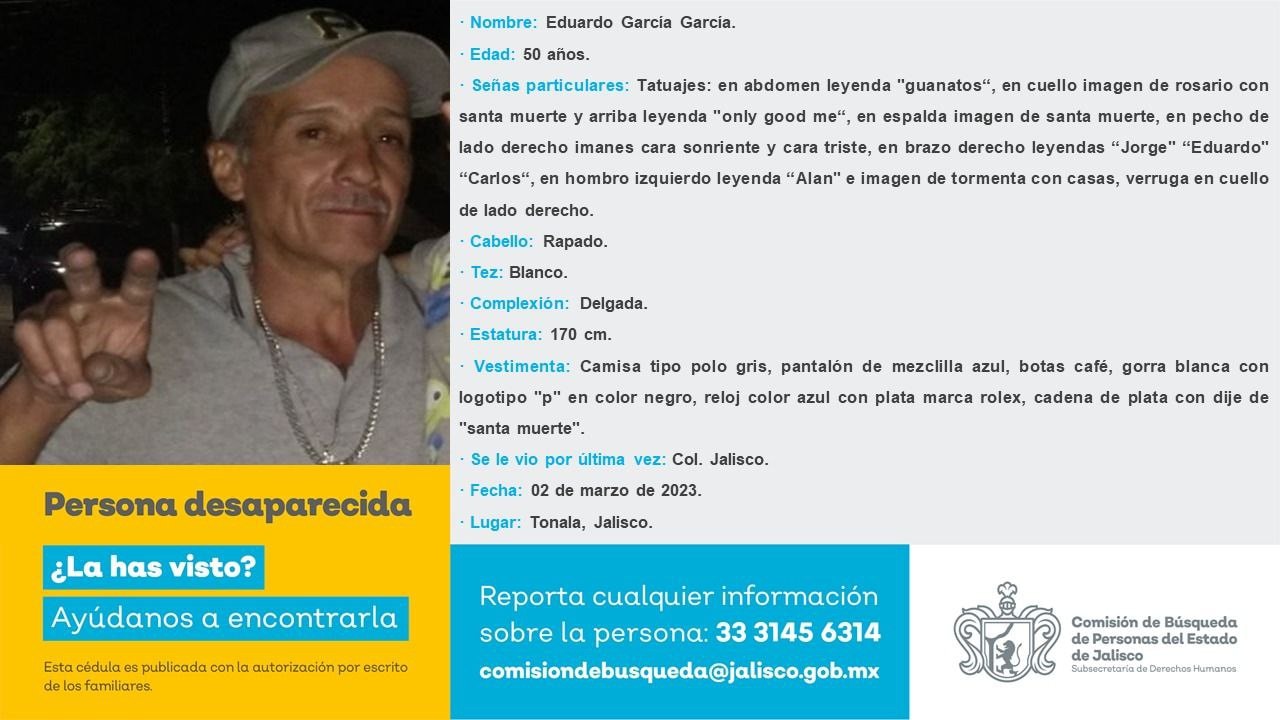 · Nombre: Eduardo García García.
· Edad: 50 años.
· Señas particulares: Tatuajes: en abdomen leyenda "guanatos“, en cuello imagen de rosario con
santa muerte y arriba leyenda "only good me“, en espalda imagen de santa muerte, en pecho de
lado derecho imanes cara sonriente y cara triste, en brazo derecho leyendas “Jorge" “Eduardo"
“Carlos“, en hombro izquierdo leyenda “Alan" e imagen de tormenta con casas, verruga en cuello
de lado derecho.
· Cabello: Rapado.
· Tez: Blanco.
· Complexión: Delgada.
· Estatura: 170 cm.
· Vestimenta: Camisa tipo polo gris, pantalón de mezclilla azul, botas café, gorra blanca con
logotipo "p" en color negro, reloj color azul con plata marca rolex, cadena de plata con dije de
"santa muerte".
· Se le vio por última vez: Col. Jalisco.
· Fecha: 02 de marzo de 2023.
· Lugar: Tonala, Jalisco.
Persona desaparecida
¿La has visto?
Ayúdanos a encontrarla
Esta cédula es publicada con la autorización por escrito
de los familiares.
Reporta cualquier información
sobre la persona: 33 3145 6314
comisiondebusqueda@jalisco.gob.mx
Comisión de Búsqueda
de Personas del Estado
de Jalisco
Subsecretaría de Derechos Humanos